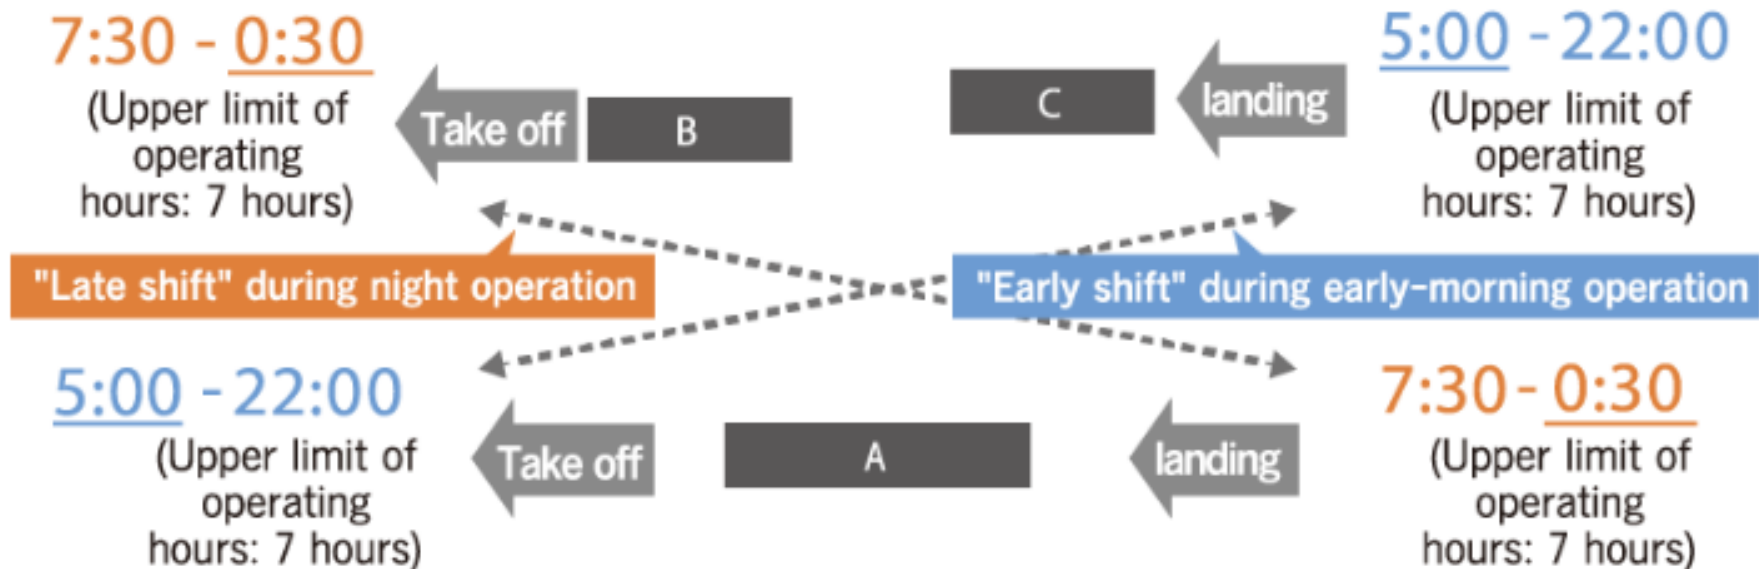 7:30 - 0:30
(Upper limit of
operating
hours: 7 hours)
Take off
B
C
landing
5:00 - 22:00
(Upper limit of
operating
hours: 7 hours)
"Late shift" during night operation
"Early shift" during early-morning operation
5:00 - 22:00
(Upper limit of
operating
hours: 7 hours)
Take off
A
landing
7:30 - 0:30
(Upper limit of
operating
hours: 7 hours)